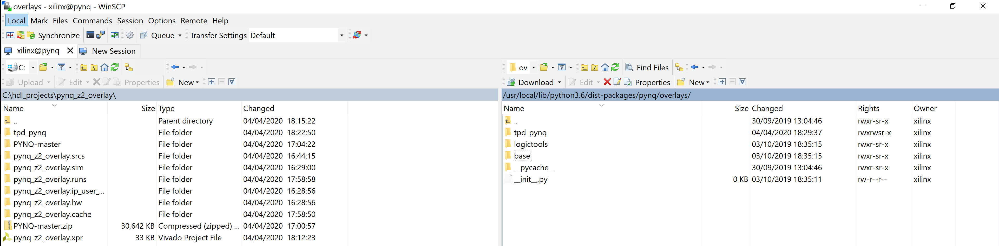 overlays - xilinx@pynq - WinSCP
Local Mark Files Commands Session Options Remote Help
Synchronize Queue Transfer Settings Default
xilinx@pynq New Session
C: ov Find Files
Upload Edit Properties New Download Edit Properties New
C:\hdl_projects\pynq_z2_overlay\ /usr/local/lib/python3.6/dist-packages/pynq/overlays/
Name Size Type Changed Name Size Changed Rights Owner
.. Parent directory 04/04/2020 18:15:22 .. 30/09/2019 13:04:46 rwxr-sr-x xilinx
tpd_pynq File folder 04/04/2020 18:22:50 tpd_pynq 04/04/2020 18:29:37 rwxrwsr-x xilinx
PYNQ-master File folder 04/04/2020 17:04:22 logictools 03/10/2019 18:35:15 rwxr-sr-x xilinx
pynq_z2_overlay.srcs File folder 04/04/2020 16:44:15 base 03/10/2019 18:35:15 rwxr-sr-x xilinx
pynq_z2_overlay.sim File folder 04/04/2020 16:29:00 __pycache__ 30/09/2019 13:04:46 rwxr-sr-x xilinx
pynq_z2_overlay.runs File folder 04/04/2020 17:58:58 __init__.py 0 KB 03/10/2019 18:35:11 rw-r--r-- xilinx
pynq_z2_overlay.ip_user_... File folder 04/04/2020 16:28:56
pynq_z2_overlay.hw File folder 04/04/2020 16:28:56
pynq_z2_overlay.cache File folder 04/04/2020 17:58:50
PYNQ-master.zip 30,642 KB Compressed (zipped) ... 04/04/2020 17:00:57
pynq_z2_overlay.xpr 33 KB Vivado Project File 04/04/2020 18:12:23